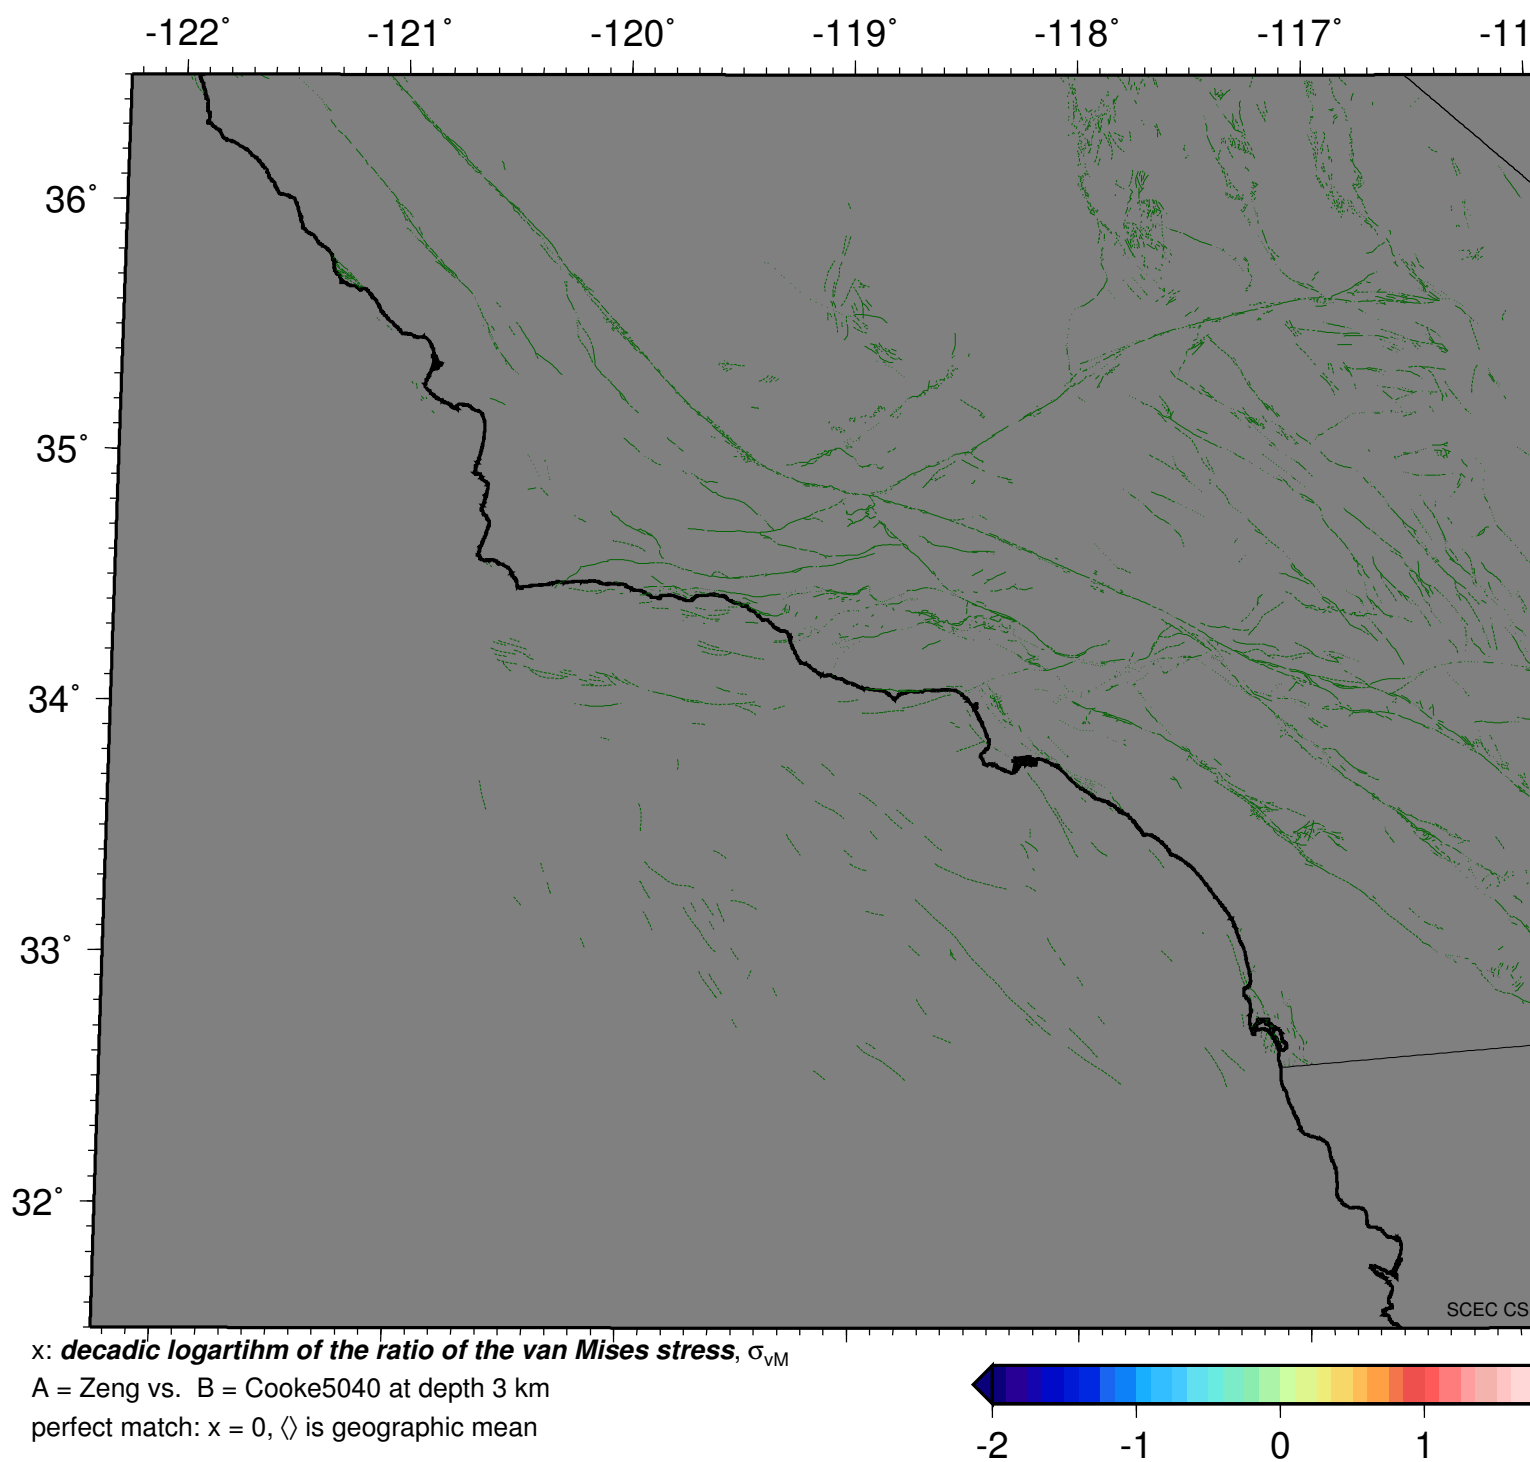 -122˚ -121˚ -120˚ -119˚ -118˚ -117˚ -11
36˚
35˚
34˚
33˚
32˚
SCEC CS
x: decadic logartihm of the ratio of the van Mises stress, σvM
A = Zeng vs. B = Cooke5040 at depth 3 km
perfect match: x = 0, ⟨⟩ is geographic mean
-2 -1 0 1